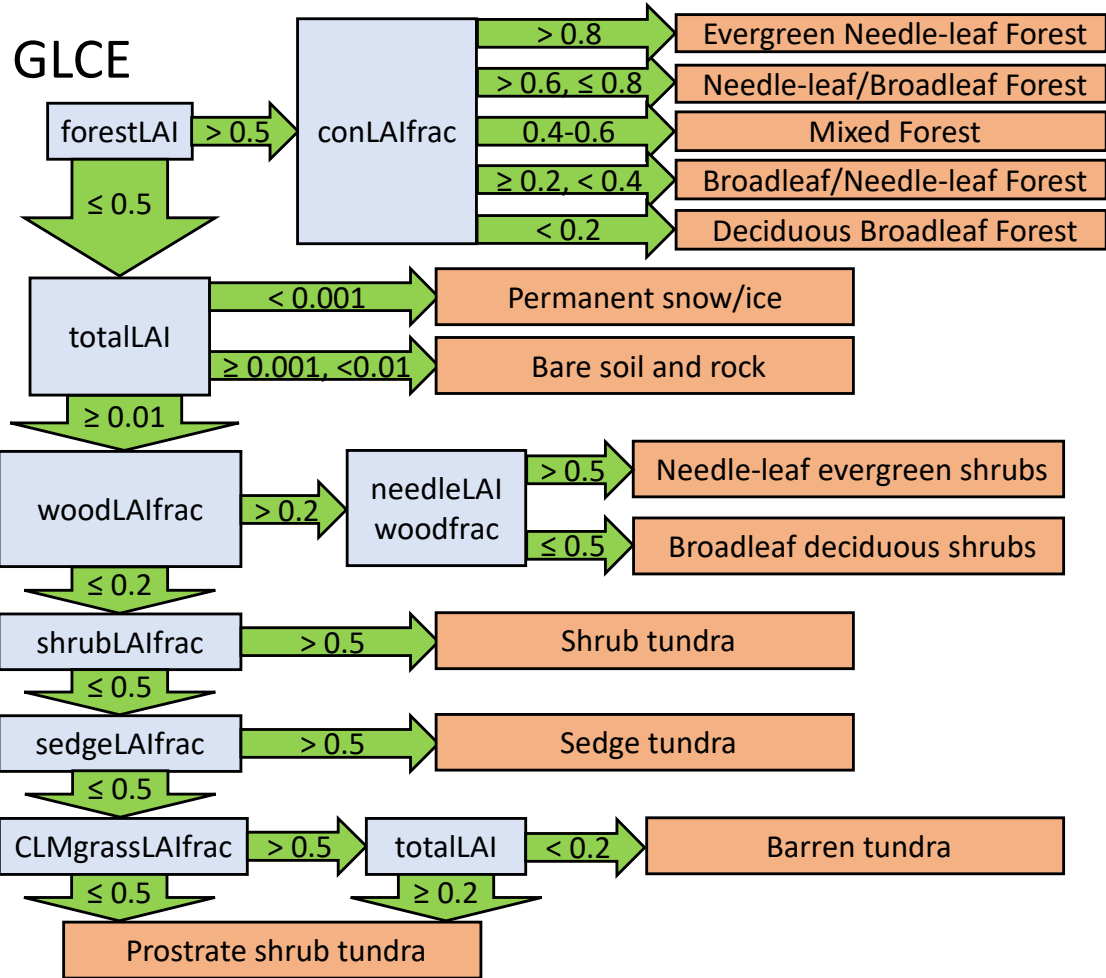 GLCE
forestLAI
> 0.5
conLAIfrac
> 0.8
Evergreen Needle-leaf Forest
> 0.6, ≤ 0.8
Needle-leaf/Broadleaf Forest
0.4-0.6
Mixed Forest
≥ 0.2, < 0.4
Broadleaf/Needle-leaf Forest
< 0.2
Deciduous Broadleaf Forest
≤ 0.5
totalLAI
< 0.001
Permanent snow/ice
≥ 0.001, <0.01
Bare soil and rock
≥ 0.01
woodLAIfrac
> 0.2
needleLAI
woodfrac
> 0.5
Needle-leaf evergreen shrubs
≤ 0.5
Broadleaf deciduous shrubs
≤ 0.2
shrubLAIfrac
> 0.5
Shrub tundra
≤ 0.5
sedgeLAIfrac
> 0.5
Sedge tundra
≤ 0.5
CLMgrassLAIfrac
> 0.5
totalLAI
< 0.2
Barren tundra
≤ 0.5
≥ 0.2
Prostrate shrub tundra